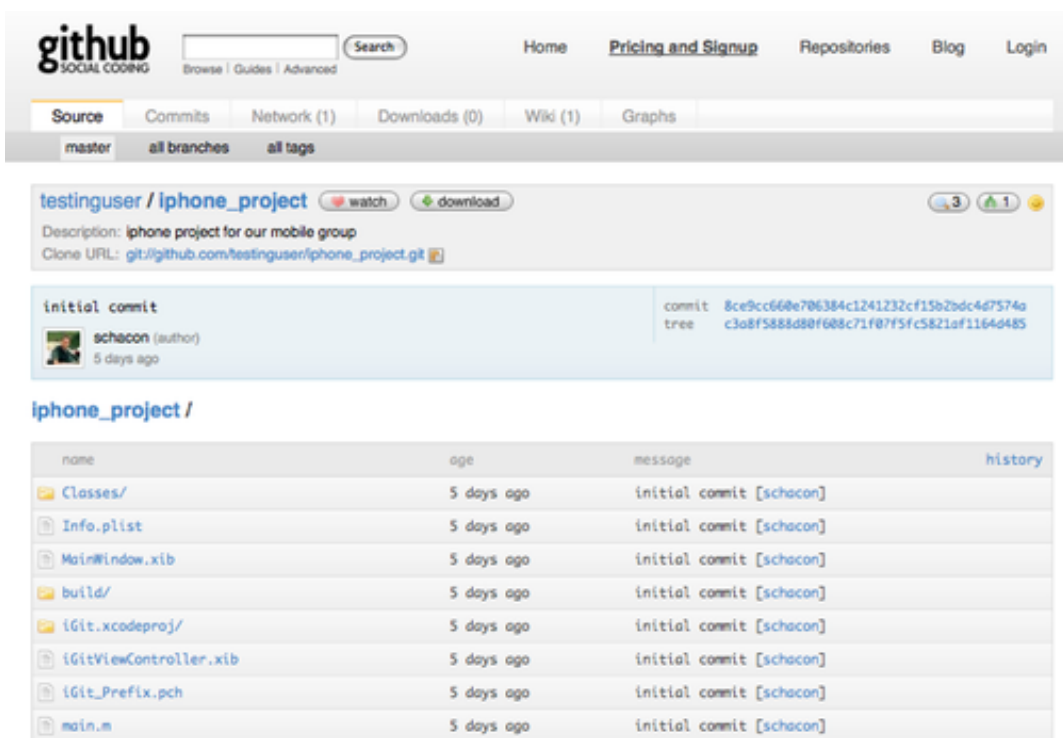 github
SOCIAL CODING
Search
Browse | Guides | Advanced
Home Pricing and Signup Repositories Blog Login
Source Commits Network (1) Downloads (0) Wiki (1) Graphs
master all branches all tags
testinguser / iphone_project watch download 3 1
Description: iphone project for our mobile group
Clone URL: git://github.com/testinguser/iphone_project.git
initial commit
schacon (author)
5 days ago
commit 8ce9cc660e706384c1241232cf15b2bdc4d7574a
tree c3a8f5888d80f608c71f07f5fc5821af1164d485
iphone_project /
name age message history
Classes/ 5 days ago initial commit [schacon]
Info.plist 5 days ago initial commit [schacon]
MainWindow.xib 5 days ago initial commit [schacon]
build/ 5 days ago initial commit [schacon]
iGit.xcodeproj/ 5 days ago initial commit [schacon]
iGitViewController.xib 5 days ago initial commit [schacon]
iGit_Prefix.pch 5 days ago initial commit [schacon]
main.m 5 days ago initial commit [schacon]